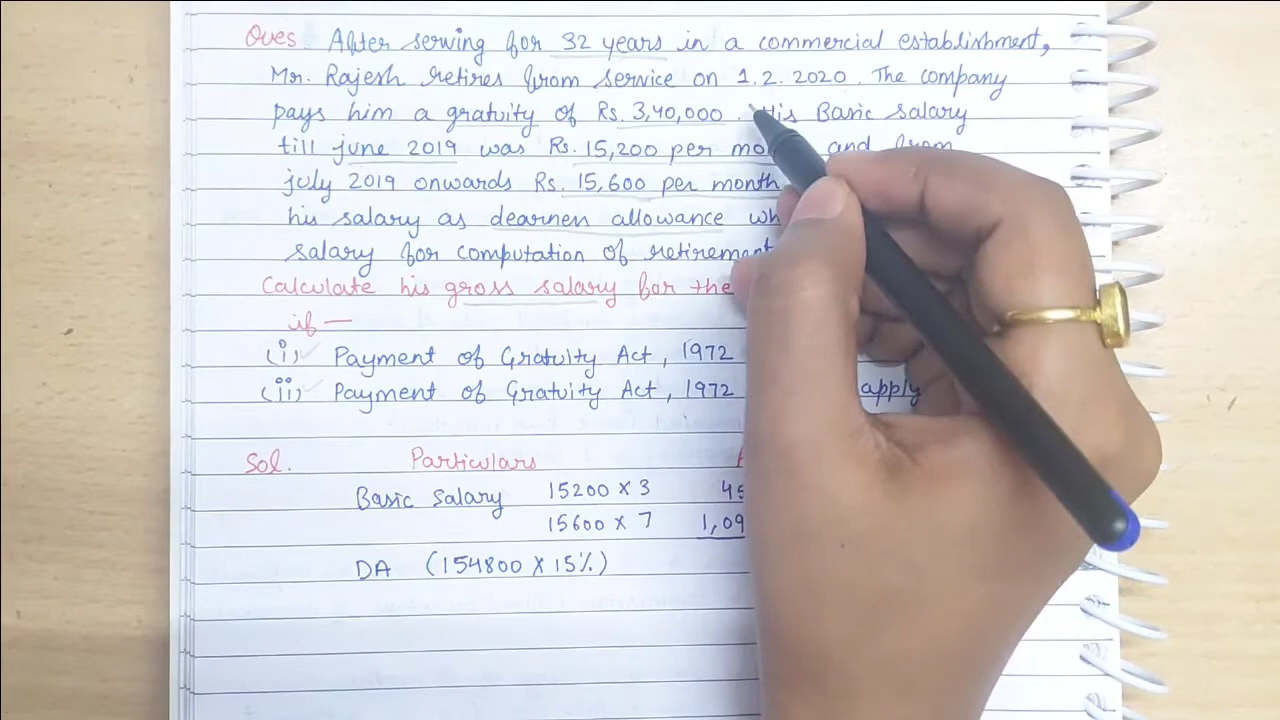 Ques. After serving for 32 years in a commercial establishment,
Mr. Rajesh retires from service on 1.2.2020. The company
pays him a gratuity of Rs. 3,40,000. His Basic salary
till june 2019 was Rs. 15,200 per and from
july 2019 onwards Rs. 15,600 per month
his salary as dearnen allowance
salary for computation of retirement
Calculate his gross salary for the
if —
(i) Payment of Gratuity Act, 1972
(ii) Payment of Gratuity Act, 1972 apply
Sol. Particulars
Basic salary 15200 x 3
15600 x 7 1,09
DA (154800 x 15%)